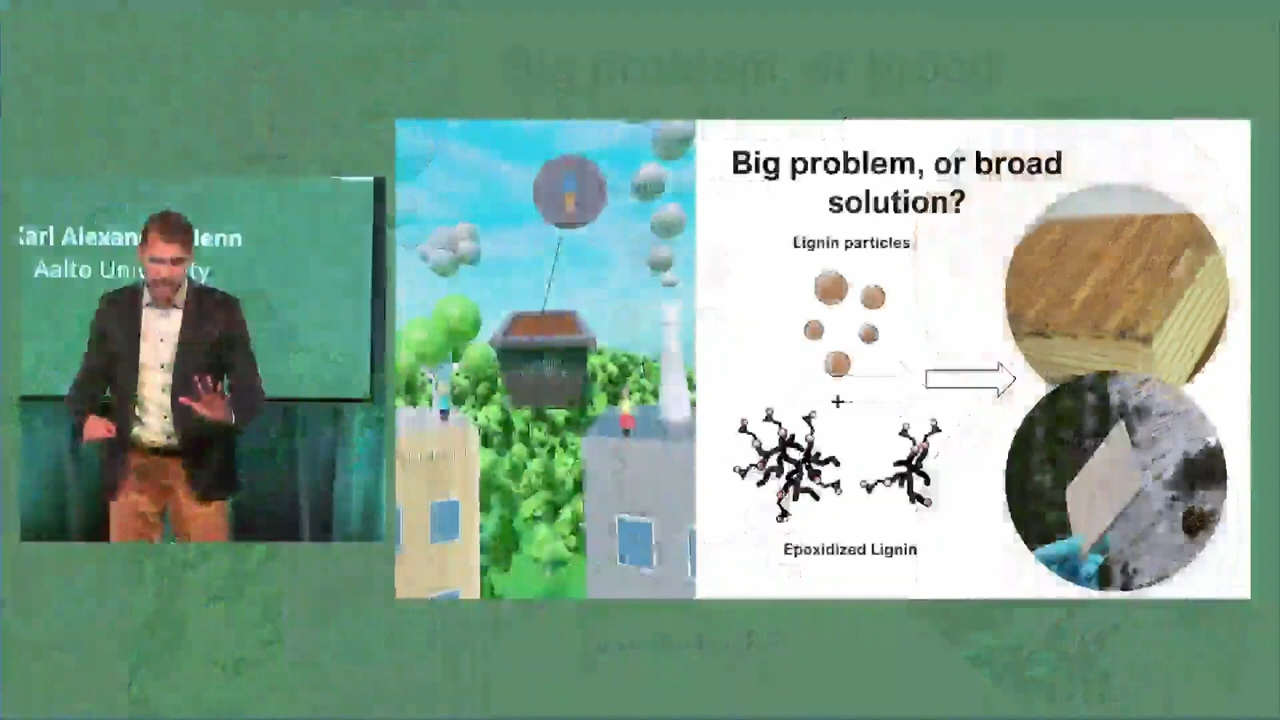 Big problem, or broad
solution?
Lignin particles
+
Epoxidized Lignin
Aalto